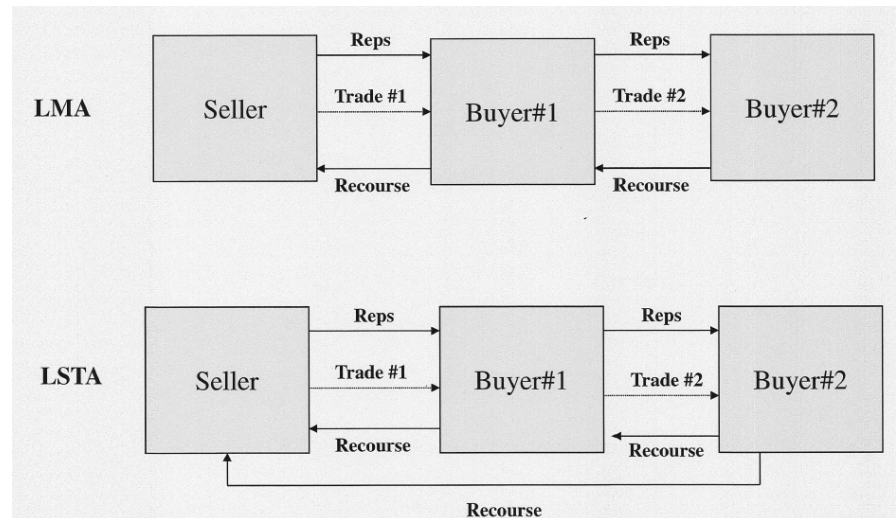 Reps
Reps
LMA
Seller
Trade #1
Buyer#1
Trade #2
Buyer#2
Recourse
Recourse
Reps
Reps
LSTA
Seller
Trade #1
Buyer#1
Trade #2
Buyer#2
Recourse
Recourse
Recourse